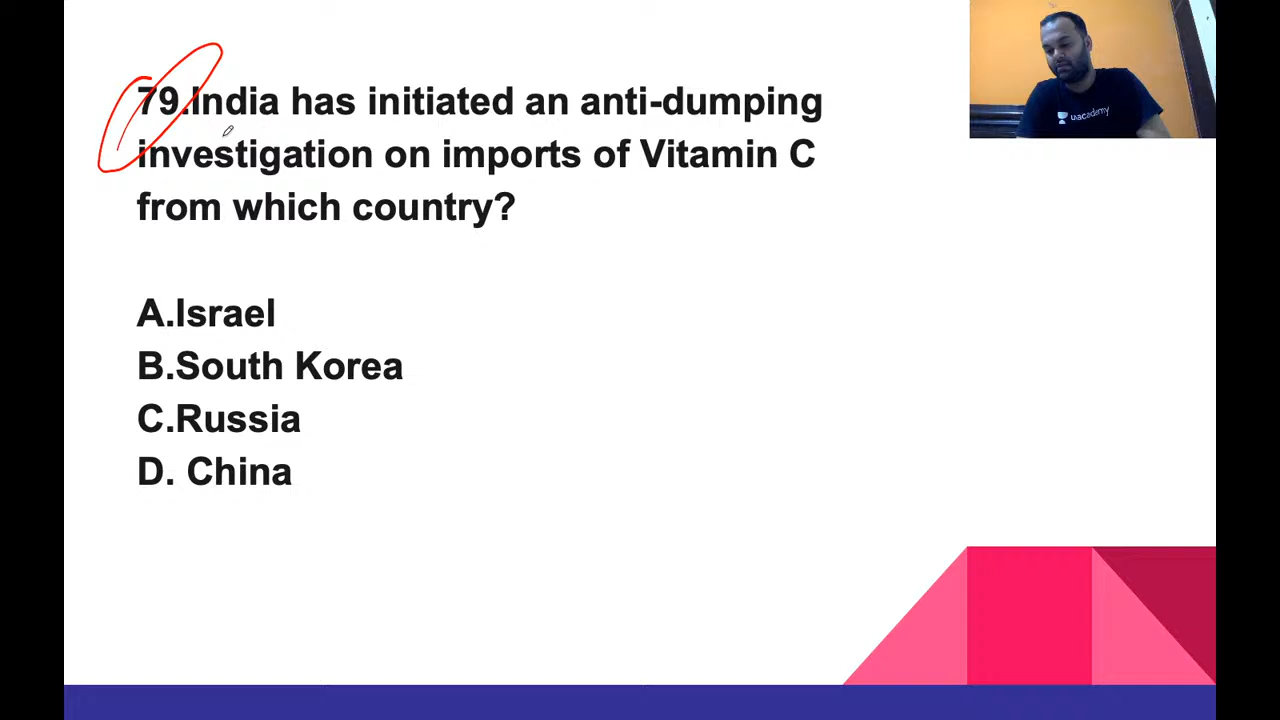 79.India has initiated an anti-dumping
investigation on imports of Vitamin C
from which country?
A.Israel
B.South Korea
C.Russia
D. China
unacademy